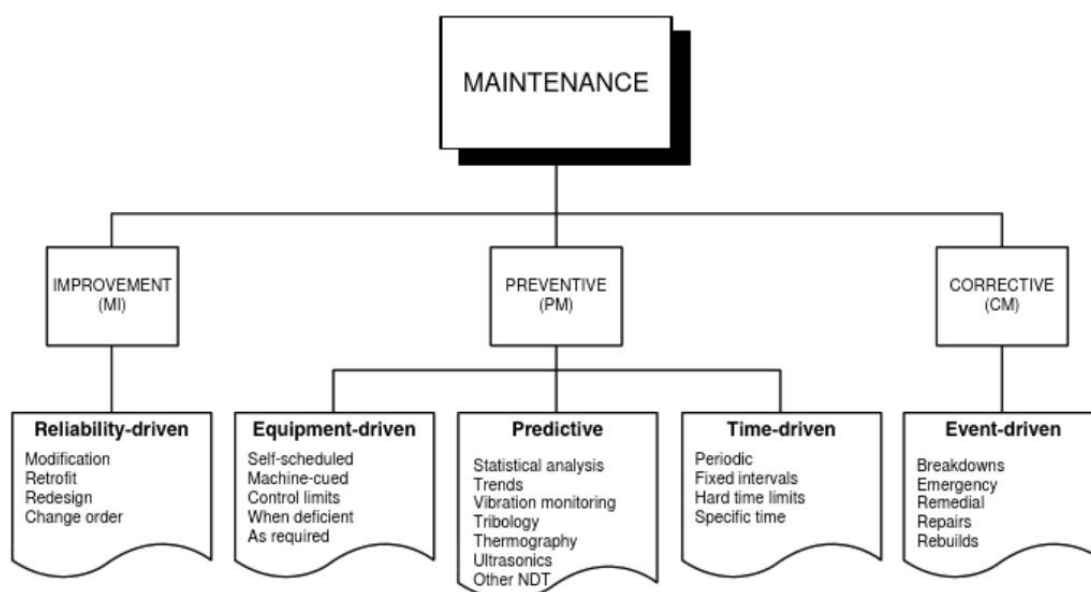 MAINTENANCE
IMPROVEMENT
(MI)
PREVENTIVE
(PM)
CORRECTIVE
(CM)
Reliability-driven
Modification
Retrofit
Redesign
Change order
Equipment-driven
Self-scheduled
Machine-cued
Control limits
When deficient
As required
Predictive
Statistical analysis
Trends
Vibration monitoring
Tribology
Thermography
Ultrasonics
Other NDT
Time-driven
Periodic
Fixed intervals
Hard time limits
Specific time
Event-driven
Breakdowns
Emergency
Remedial
Repairs
Rebuilds